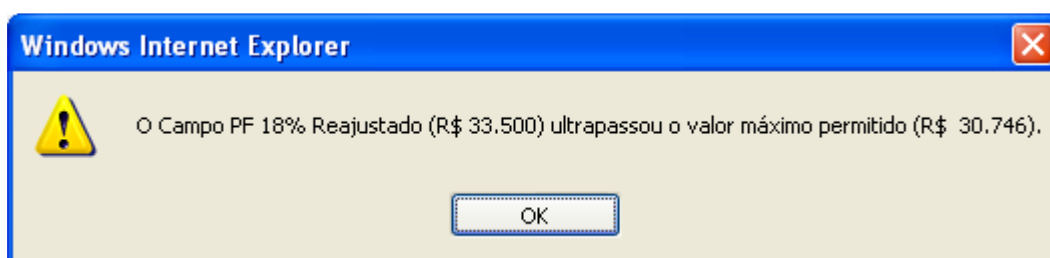 Windows Internet Explorer
O Campo PF 18% Reajustado (R$ 33.500) ultrapassou o valor máximo permitido (R$ 30.746).
OK